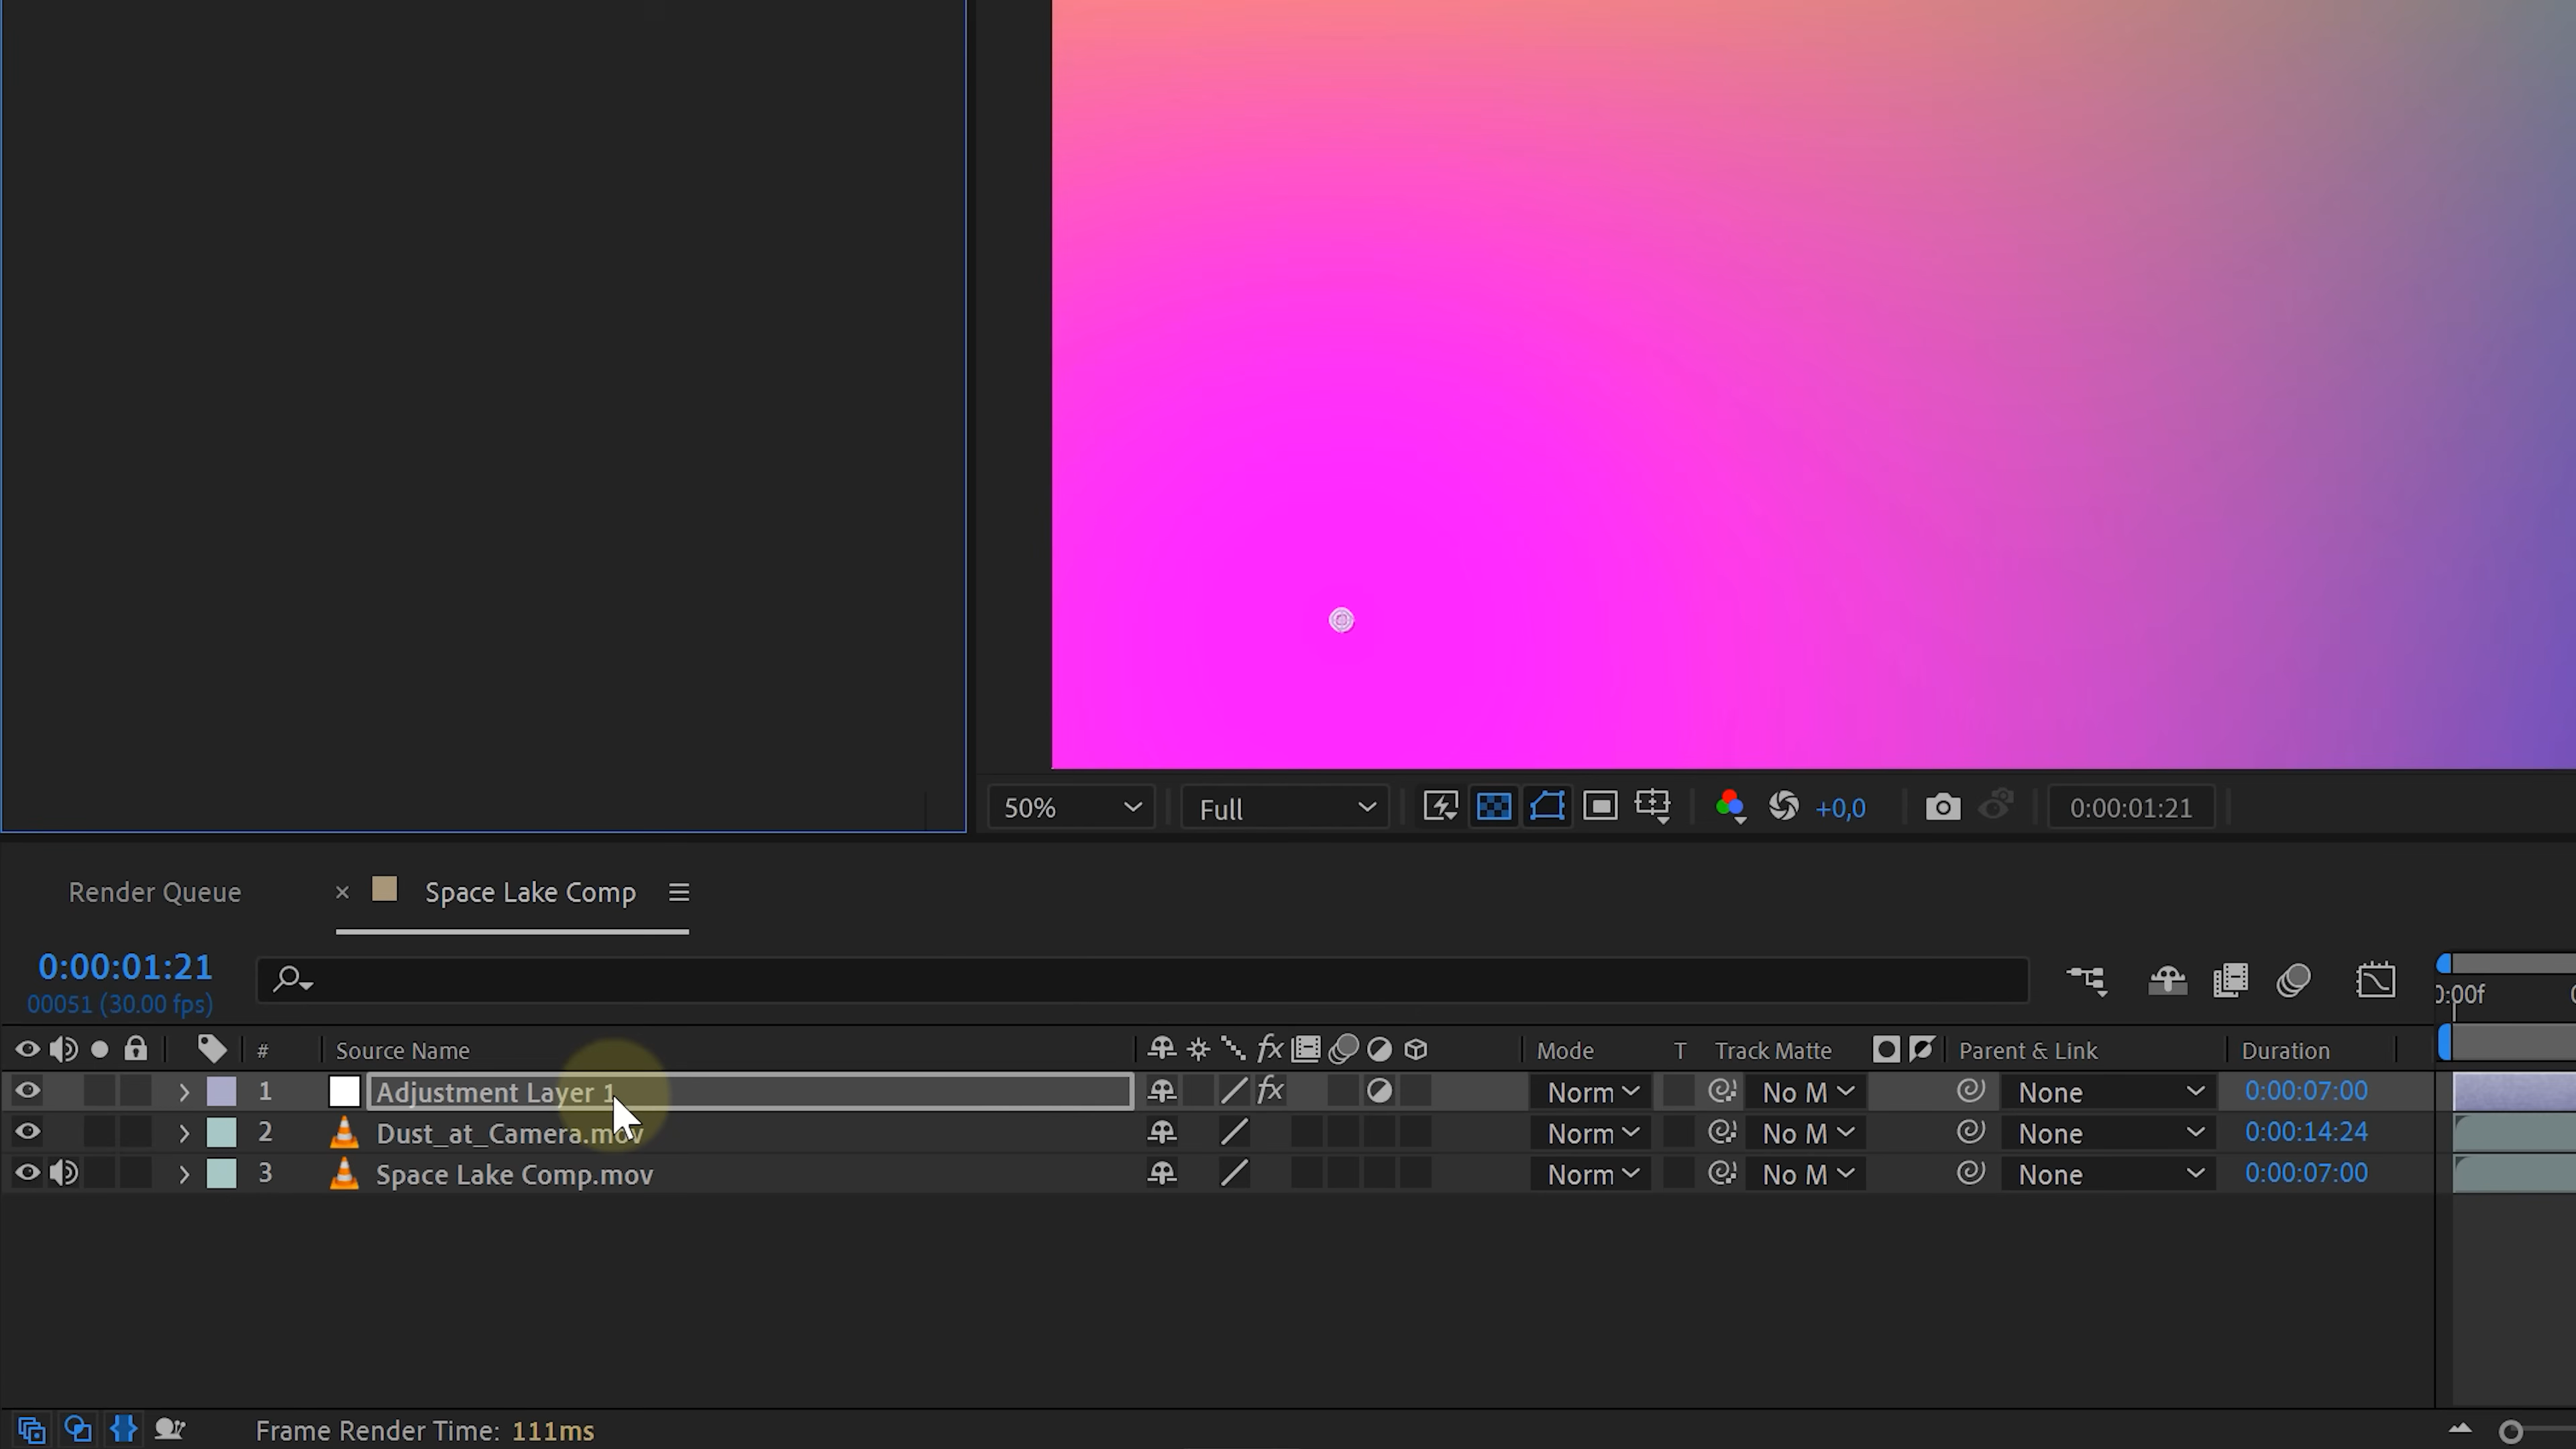 50%
Full
+0,0
0:00:01:21
Render Queue
× Space Lake Comp
0:00:01:21
00051 (30.00 fps)
0:00f
# Source Name fx Mode T Track Matte Parent & Link Duration
1 Adjustment Layer 1 fx Norm No M None 0:00:07:00
2 Dust_at_Camera.mov Norm No M None 0:00:14:24
3 Space Lake Comp.mov Norm No M None 0:00:07:00
Frame Render Time: 111ms